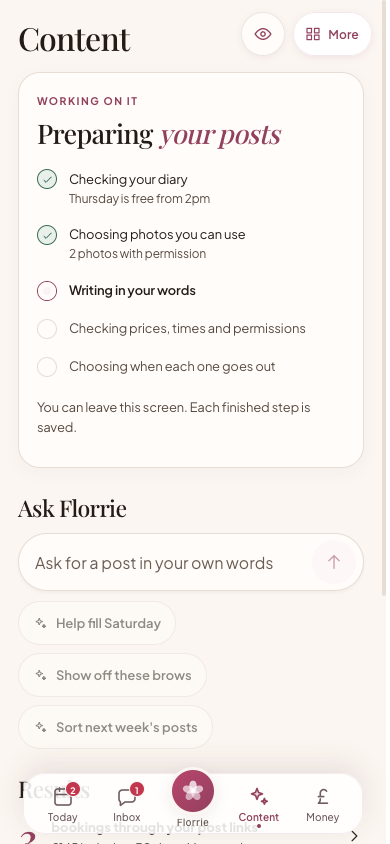 Content
More
WORKING ON IT
Preparing your posts
Checking your diary
Thursday is free from 2pm
Choosing photos you can use
2 photos with permission
Writing in your words
Checking prices, times and permissions
Choosing when each one goes out
You can leave this screen. Each finished step is
saved.
Ask Florrie
Ask for a post in your own words
Help fill Saturday
Show off these brows
Sort next week's posts
Results
2
1
Today
Inbox
Florrie
Content
Money
bookings through your post links